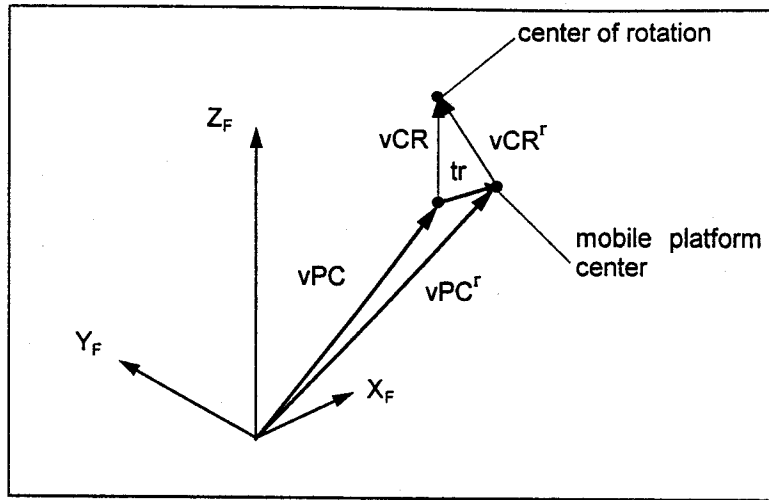 center of rotation
Z_F
vCR
vCR^r
tr
mobile platform
center
vPC
vPC^r
Y_F
X_F